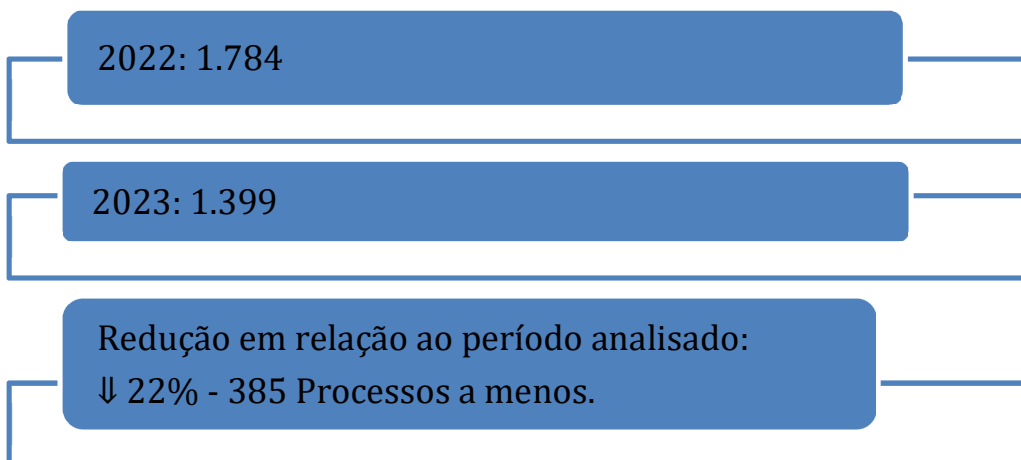 2022: 1.784
2023: 1.399
Redução em relação ao período analisado:
⇓ 22% - 385 Processos a menos.